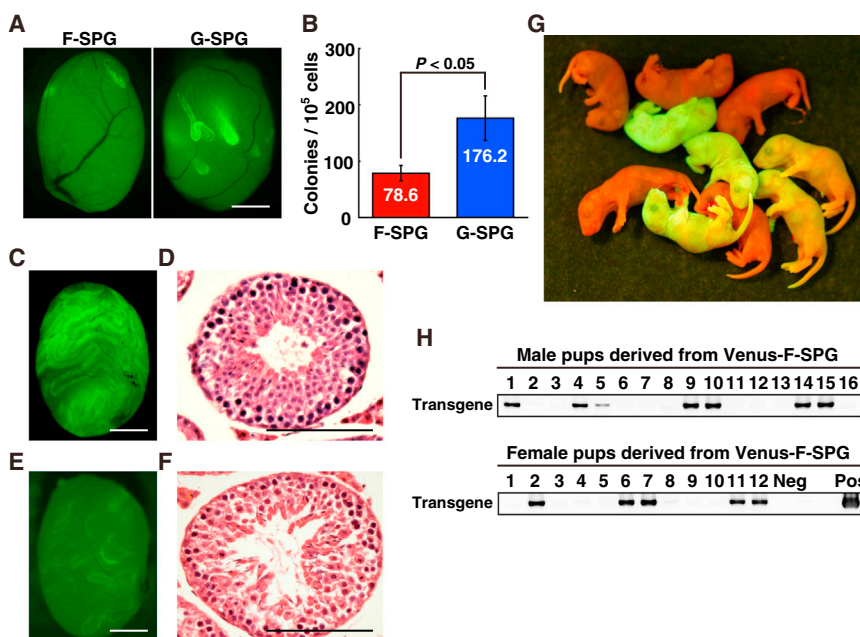 A
F-SPG G-SPG
B
300
200
100
0
Colonies / 10⁵ cells
P < 0.05
78.6
176.2
F-SPG G-SPG
C
D
E
F
G
H
Male pups derived from Venus-F-SPG
1 2 3 4 5 6 7 8 9 10 11 12 13 14 15 16
Transgene
Female pups derived from Venus-F-SPG
1 2 3 4 5 6 7 8 9 10 11 12 Neg Pos
Transgene